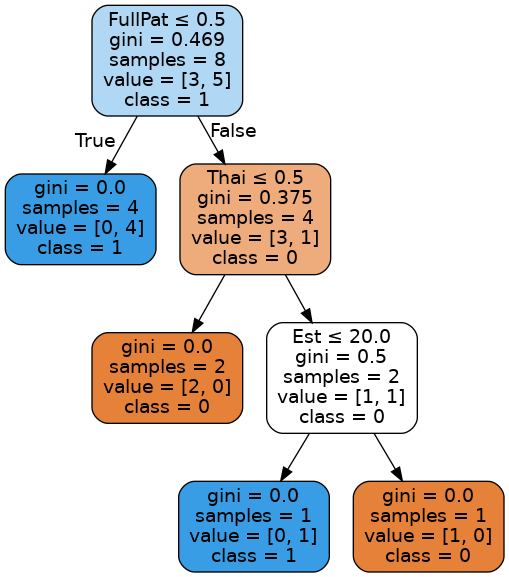 FullPat ≤ 0.5
gini = 0.469
samples = 8
value = [3, 5]
class = 1
True
False
gini = 0.0
samples = 4
value = [0, 4]
class = 1
Thai ≤ 0.5
gini = 0.375
samples = 4
value = [3, 1]
class = 0
gini = 0.0
samples = 2
value = [2, 0]
class = 0
Est ≤ 20.0
gini = 0.5
samples = 2
value = [1, 1]
class = 0
gini = 0.0
samples = 1
value = [0, 1]
class = 1
gini = 0.0
samples = 1
value = [1, 0]
class = 0